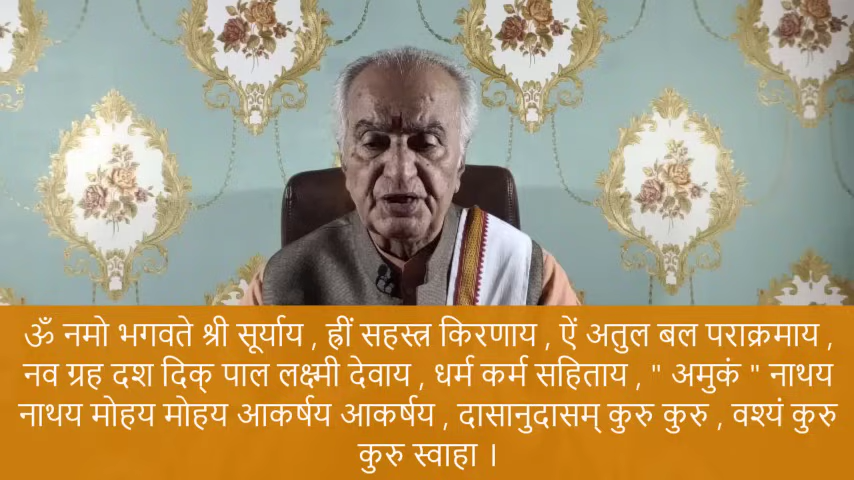 ॐ नमो भगवते श्री सूर्याय , ह्रीं सहस्त्र किरणाय , ऐं अतुल बल पराक्रमाय ,
नव ग्रह दश दिक् पाल लक्ष्मी देवाय , धर्म कर्म सहिताय , " अमुकं " नाथय
नाथय मोहय मोहय आकर्षय आकर्षय , दासानुदासम् कुरु कुरु , वश्यं कुरु
कुरु स्वाहा ।